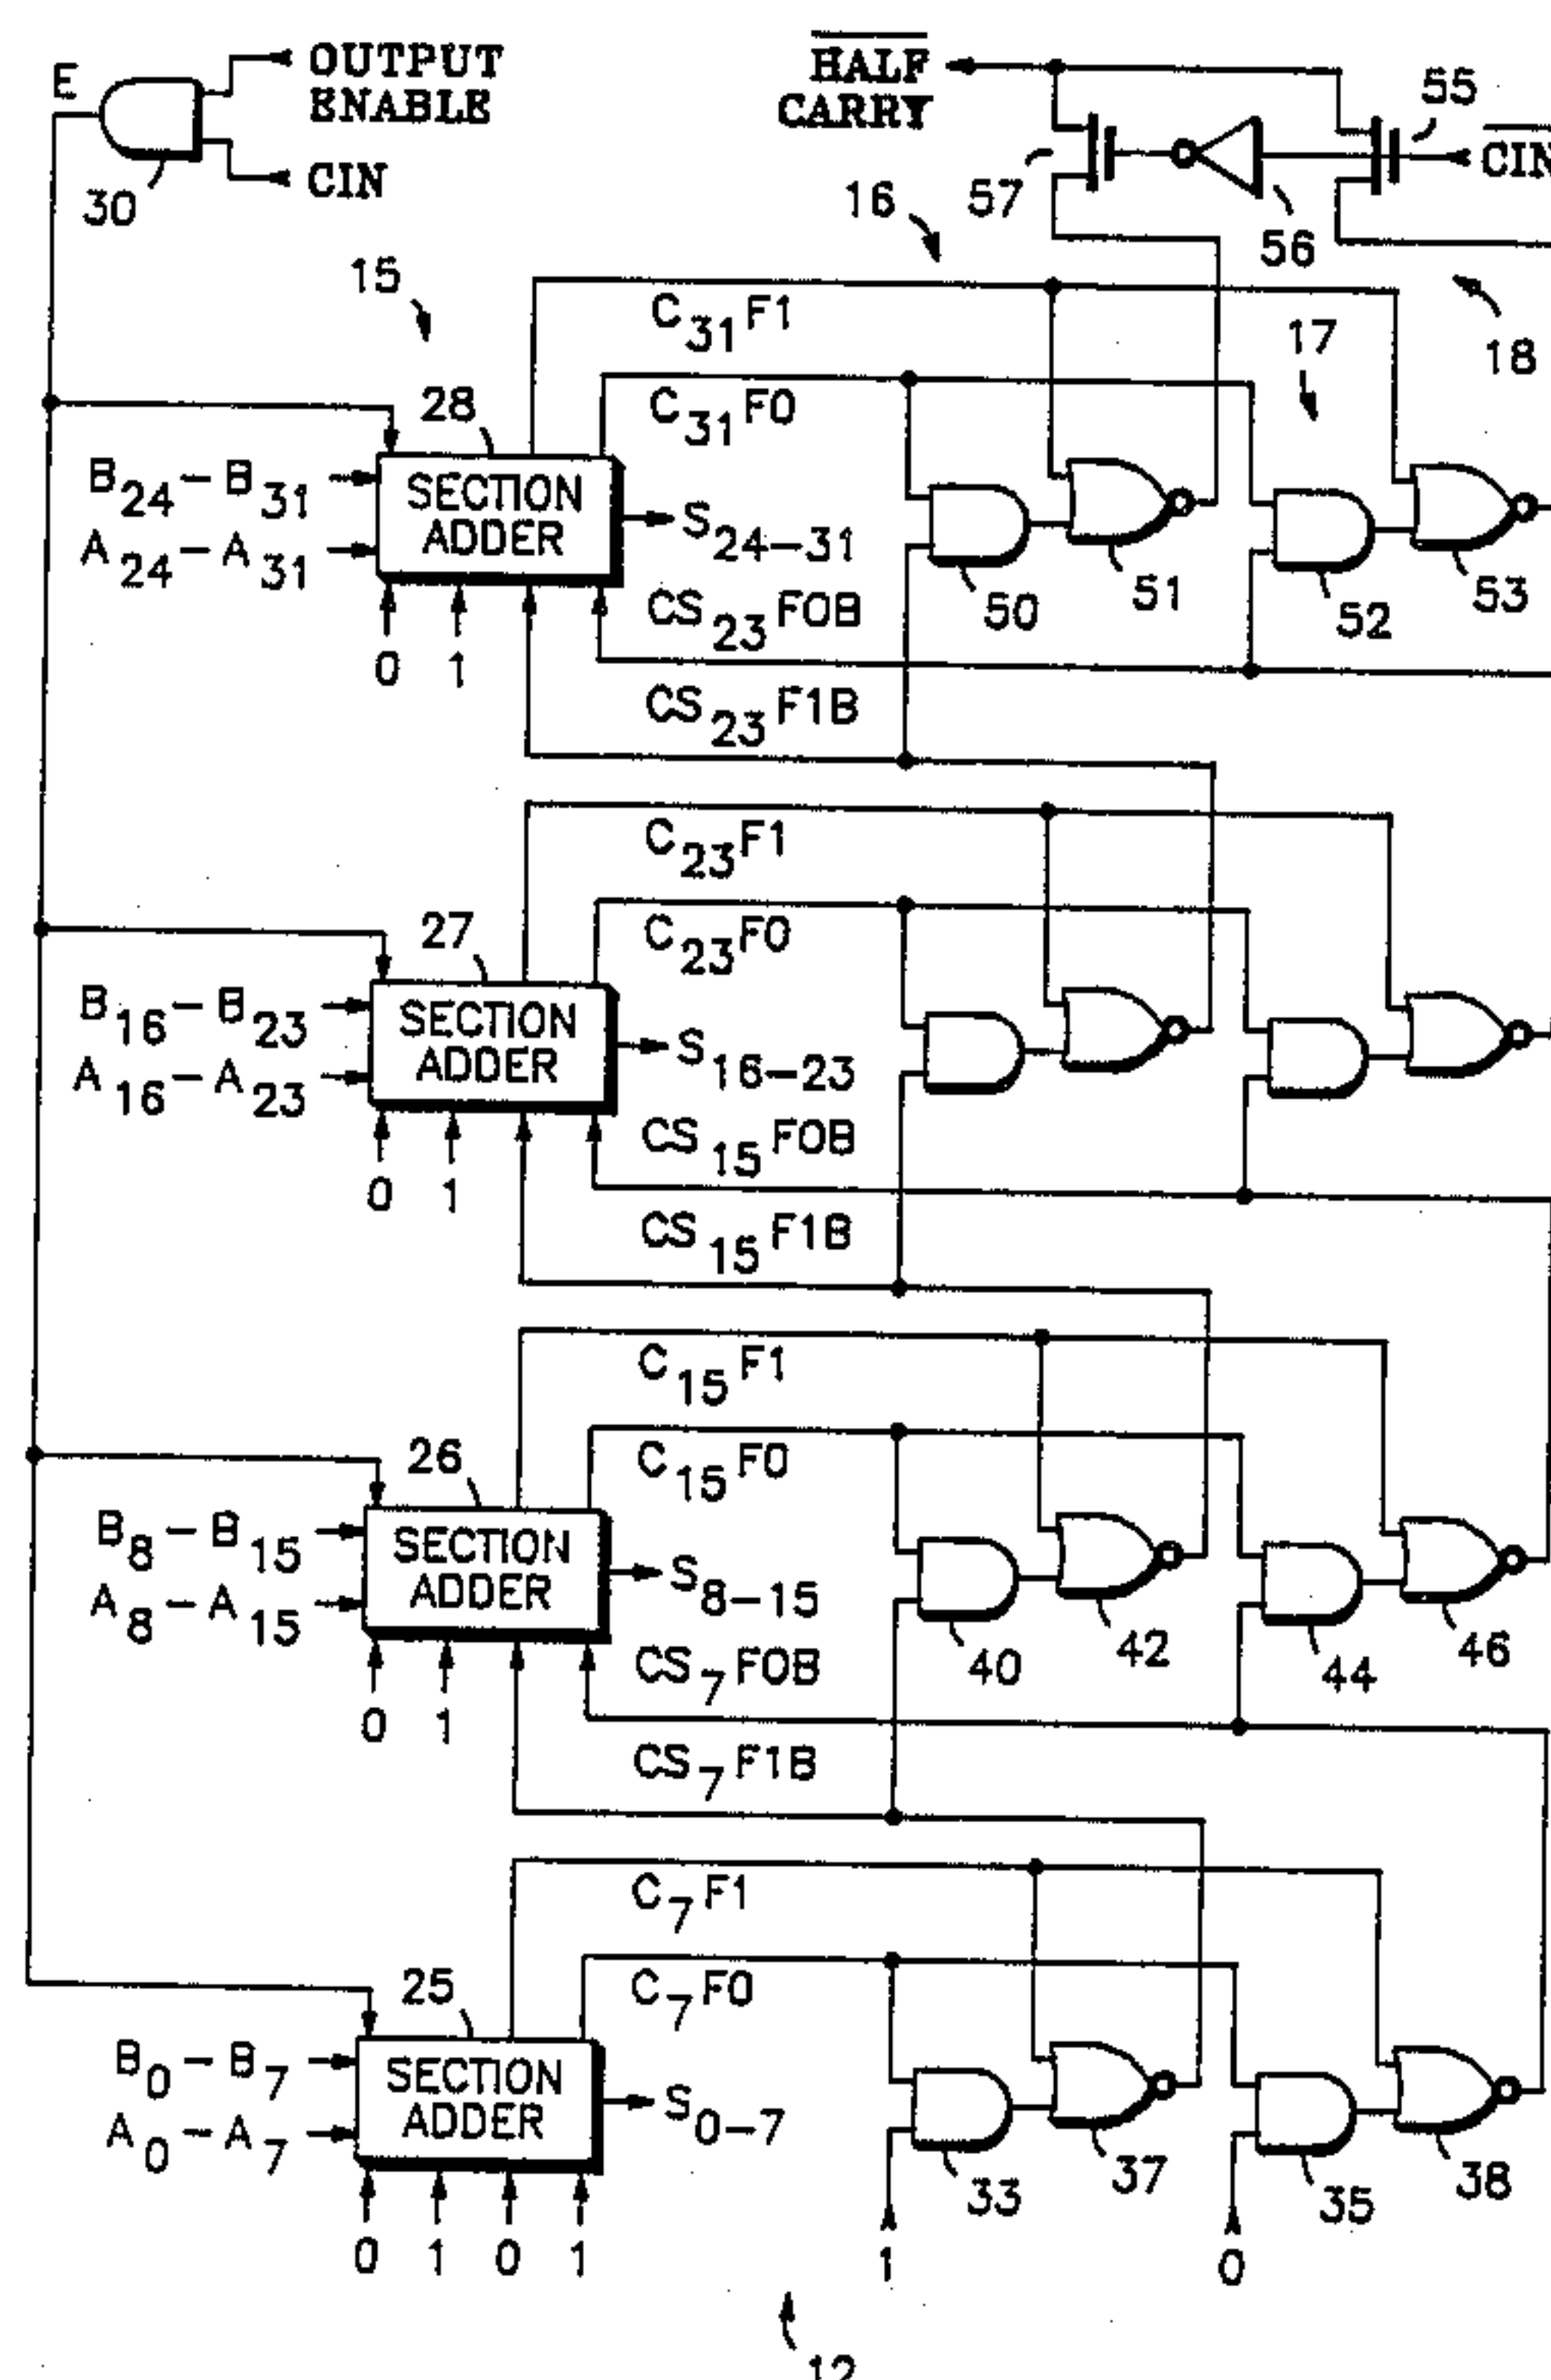 E
OUTPUT
ENABLE
CIN
30
HALF
CARRY
57
56
55
CIN
16
15
18
17
C31F1
C31F0
28
B24-B31
A24-A31
SECTION
ADDER
S24-31
50
51
52
53
0 1
CS23F0B
CS23F1B
C23F1
C23F0
27
B16-B23
A16-A23
SECTION
ADDER
S16-23
0 1
CS15F0B
CS15F1B
C15F1
C15F0
26
B8-B15
A8-A15
SECTION
ADDER
S8-15
40
42
44
46
0 1
CS7F0B
CS7F1B
C7F1
C7F0
25
B0-B7
A0-A7
SECTION
ADDER
S0-7
33
37
35
38
0 1 0 1
1
0
12